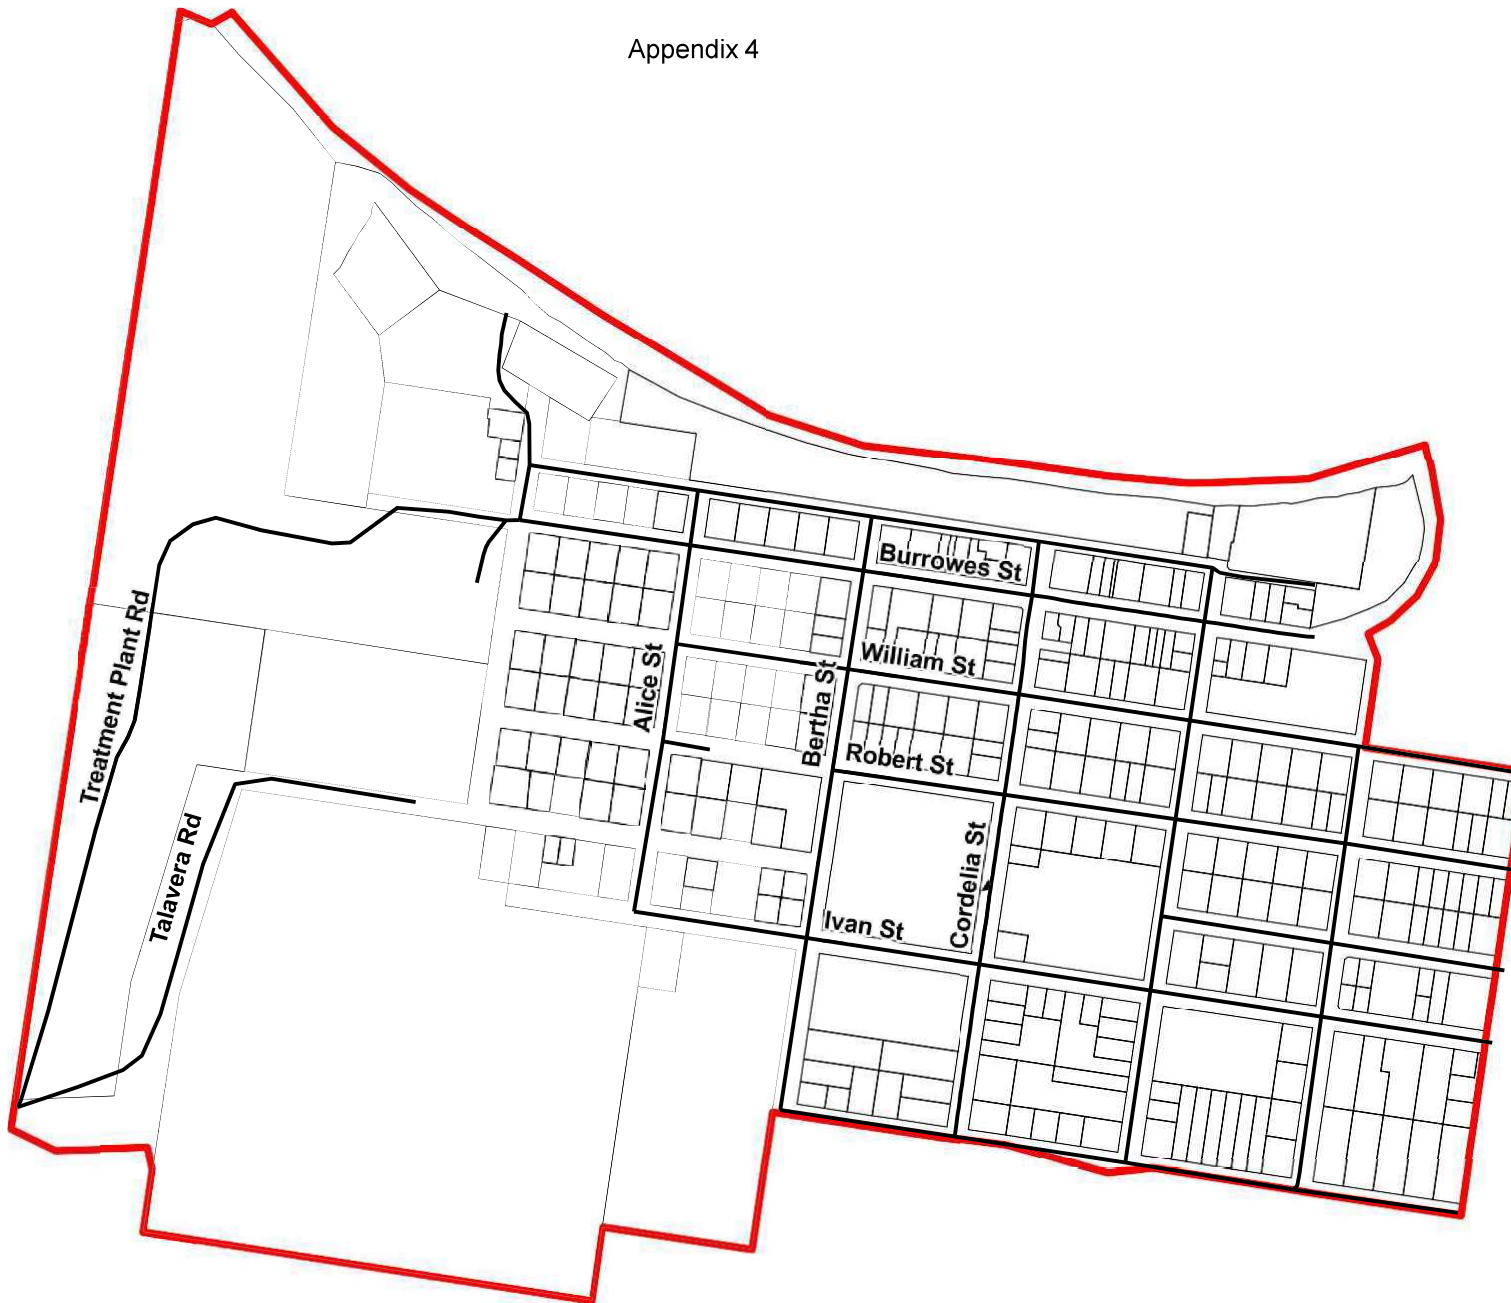 Appendix 4
Burrowes St
William St
Alice St
Bertha St
Treatment Plant Rd
Robert St
Talavera Rd
Cordelia St
Ivan St